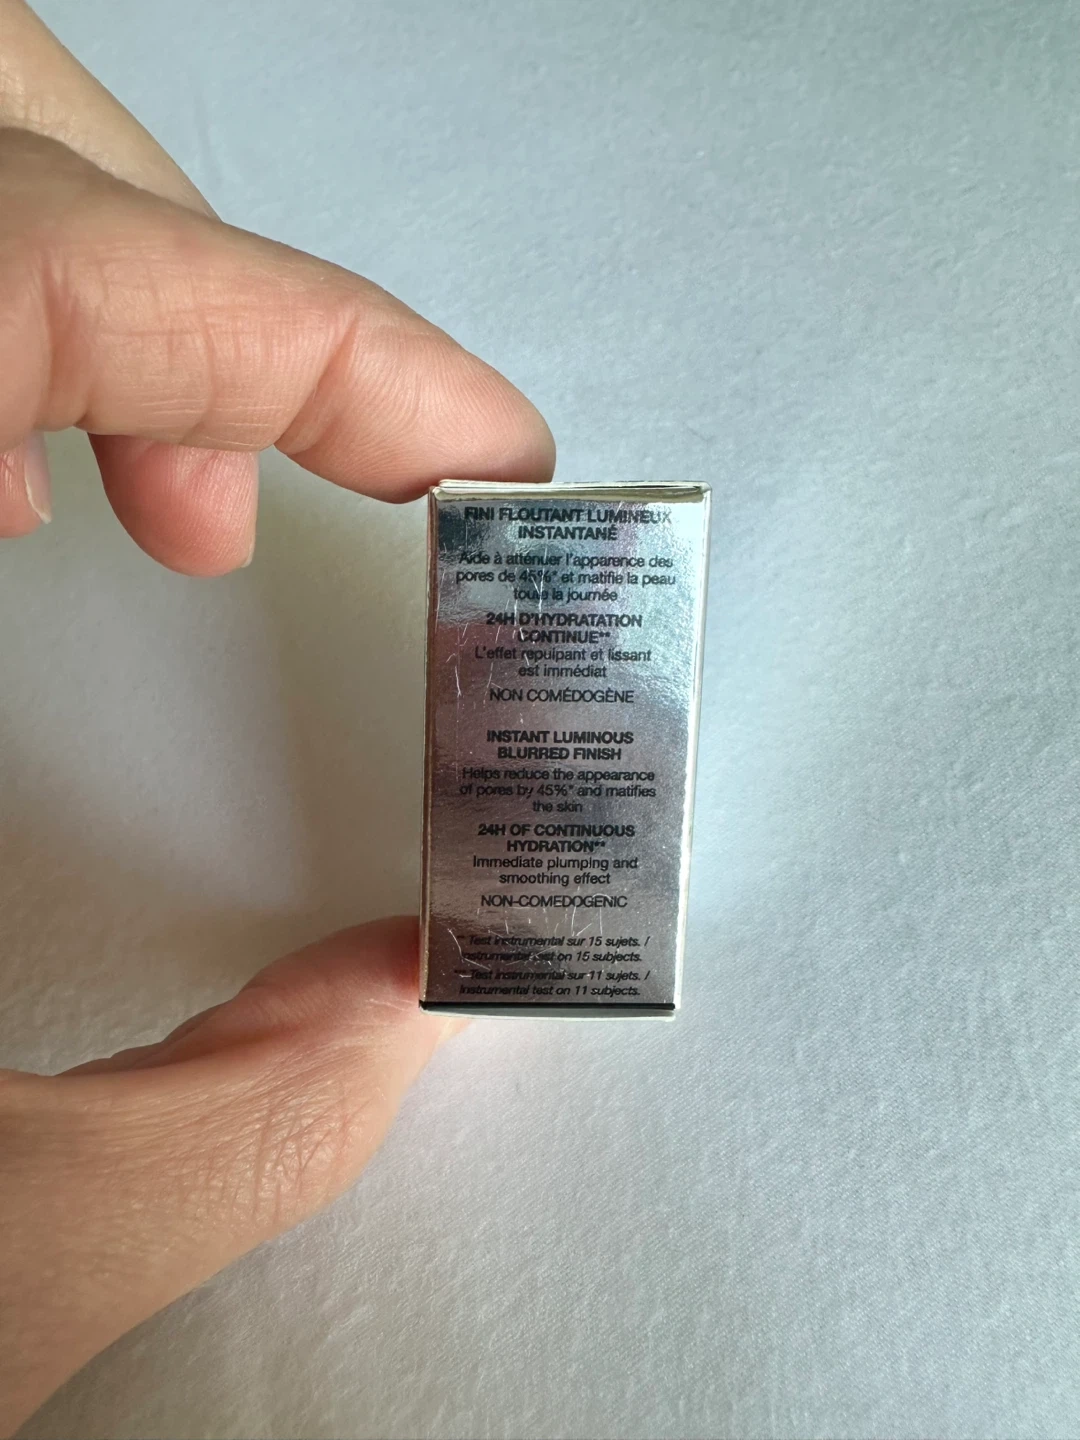 FINI FLOUTANT LUMINEUX
INSTANTANÉ
Aide à atténuer l'apparence des
pores de 45%* et matifie la peau
toute la journée
24H D'HYDRATATION
CONTINUE**
L'effet repulpant et lissant
est immédiat
NON COMÉDOGÈNE
INSTANT LUMINOUS
BLURRED FINISH
Helps reduce the appearance
of pores by 45%* and matifies
the skin
24H OF CONTINUOUS
HYDRATION**
Immediate plumping and
smoothing effect
NON-COMEDOGENIC
* Test instrumental sur 15 sujets. /
Instrumental test on 15 subjects.
** Test instrumental sur 11 sujets. /
Instrumental test on 11 subjects.